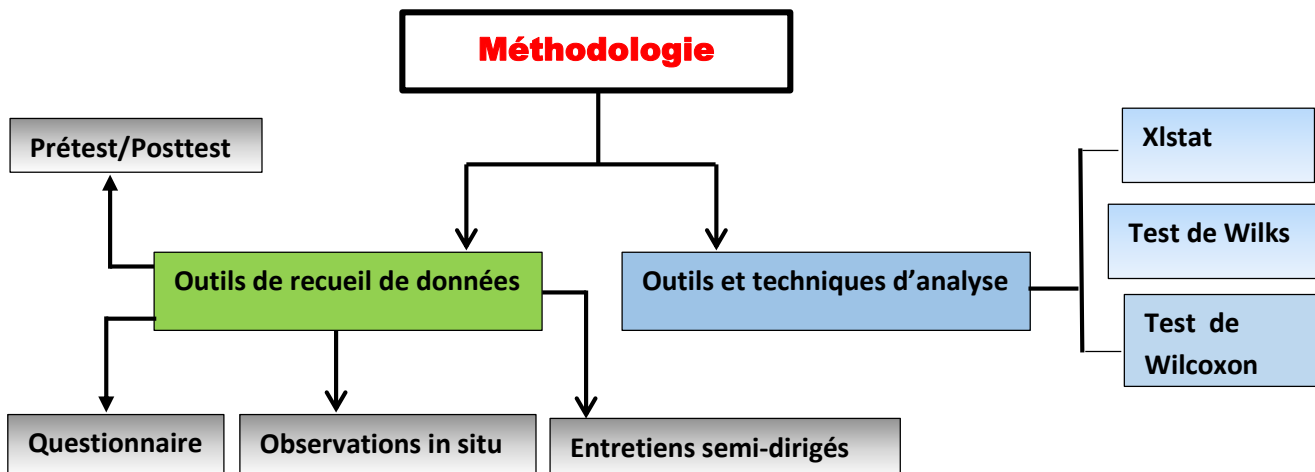 Méthodologie
Prétest/Posttest
Xlstat
Test de Wilks
Outils de recueil de données
Outils et techniques d’analyse
Test de
Wilcoxon
Questionnaire
Observations in situ
Entretiens semi-dirigés